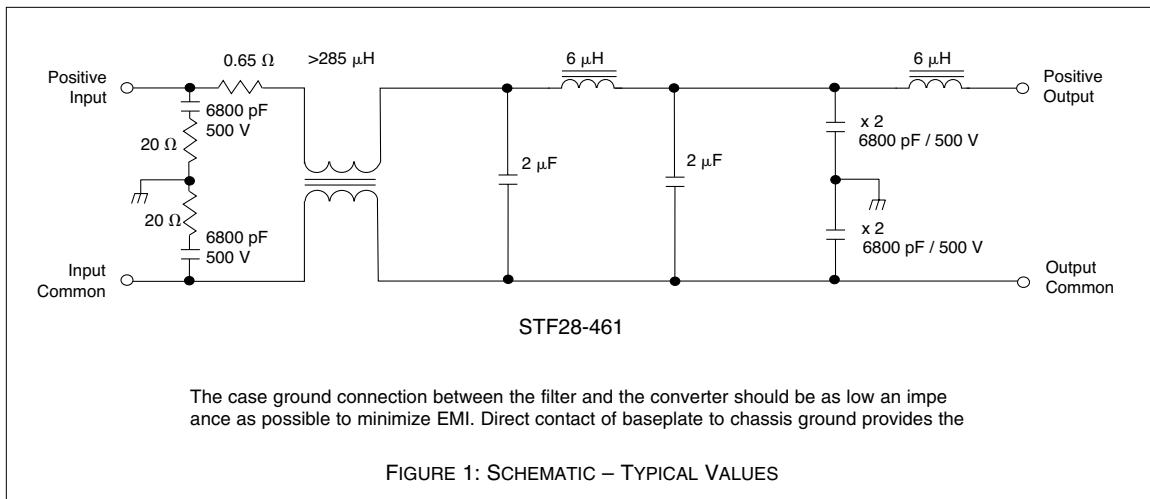 0.65 Ω
>285 µH
6 µH
6 µH
Positive
Input
Positive
Output
6800 pF
500 V
20 Ω
x 2
6800 pF / 500 V
2 µF
2 µF
20 Ω
6800 pF
500 V
x 2
6800 pF / 500 V
Input
Common
Output
Common
STF28-461
The case ground connection between the filter and the converter should be as low an impe
ance as possible to minimize EMI. Direct contact of baseplate to chassis ground provides the
FIGURE 1: SCHEMATIC – TYPICAL VALUES